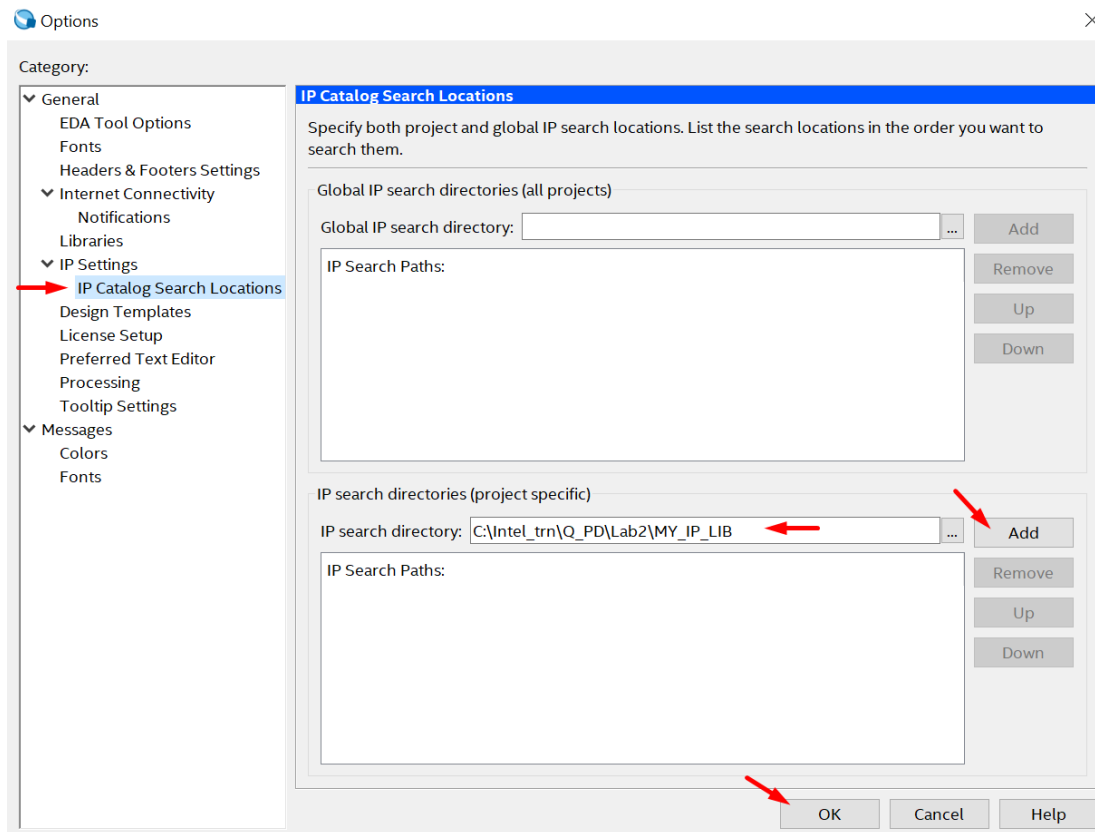 Options
Category:
General
EDA Tool Options
Fonts
Headers & Footers Settings
Internet Connectivity
Notifications
Libraries
IP Settings
IP Catalog Search Locations
Design Templates
License Setup
Preferred Text Editor
Processing
Tooltip Settings
Messages
Colors
Fonts
IP Catalog Search Locations
Specify both project and global IP search locations. List the search locations in the order you want to
search them.
Global IP search directories (all projects)
Global IP search directory: ... Add
IP Search Paths:
Remove
Up
Down
IP search directories (project specific)
IP search directory: C:\Intel_trn\Q_PD\Lab2\MY_IP_LIB ... Add
IP Search Paths:
Remove
Up
Down
OK Cancel Help